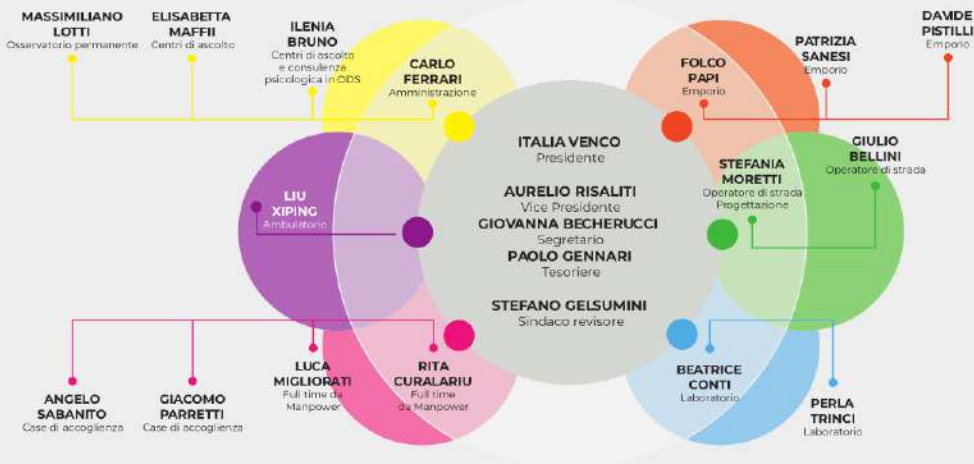 MASSIMILIANO
LOTTI
Osservatorio permanente
ELISABETTA
MAFFII
Centri di ascolto
ILENIA
BRUNO
Centri di ascolto
e consulenza
psicologica in ODS
CARLO
FERRARI
Amministrazione
FOLCO
PAPI
Emporio
PATRIZIA
SANESI
Emporio
DAVIDE
PISTILLI
Emporio
ITALIA VENCO
Presidente
AURELIO RISALITI
Vice Presidente
GIOVANNA BECHERUCCI
Segretario
PAOLO GENNARI
Tesoriere
STEFANO GELSUMINI
Sindaco revisore
LIU
XIPING
Ambulatorio
STEFANIA
MORETTI
Operatore di strada
Progettazione
GIULIO
BELLINI
Operatore di strada
ANGELO
SABANITO
Case di accoglienza
GIACOMO
PARRETTI
Case di accoglienza
LUCA
MIGLIORATI
Full time da
Manpower
RITA
CURALARIU
Full time
da Manpower
BEATRICE
CONTI
Laboratorio
PERLA
TRINCI
Laboratorio